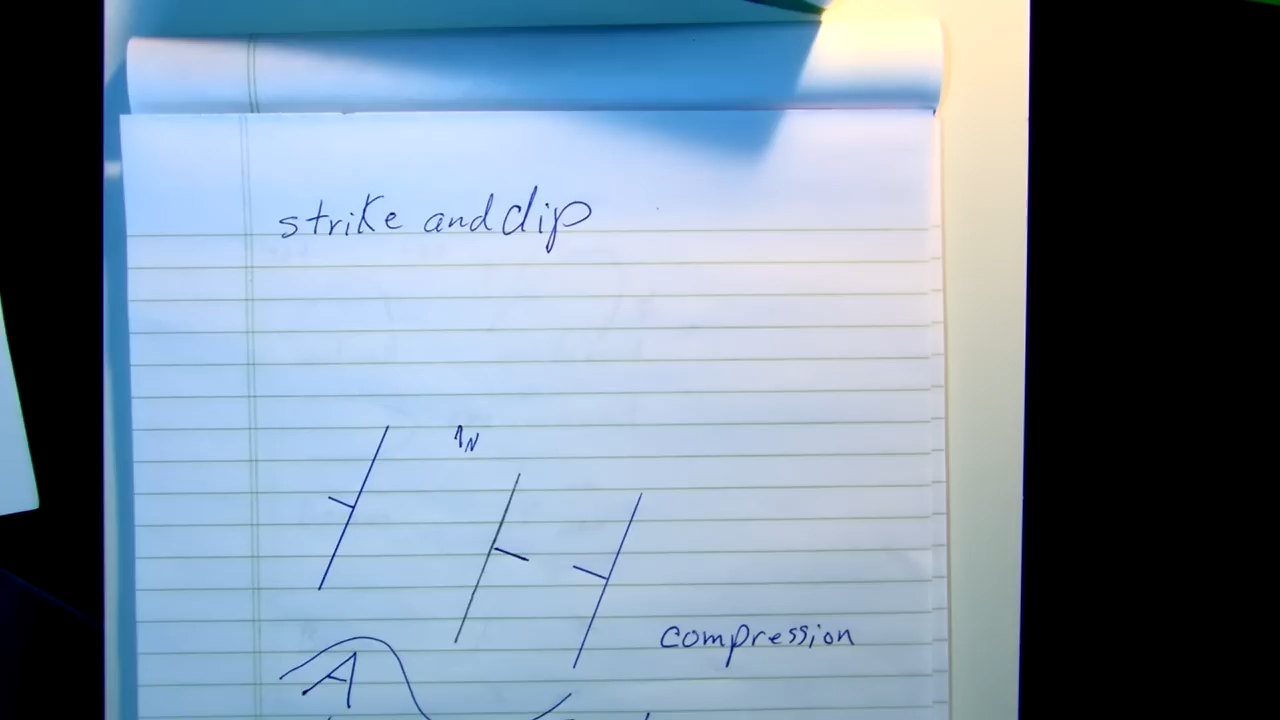 strike and dip
N
compression
A